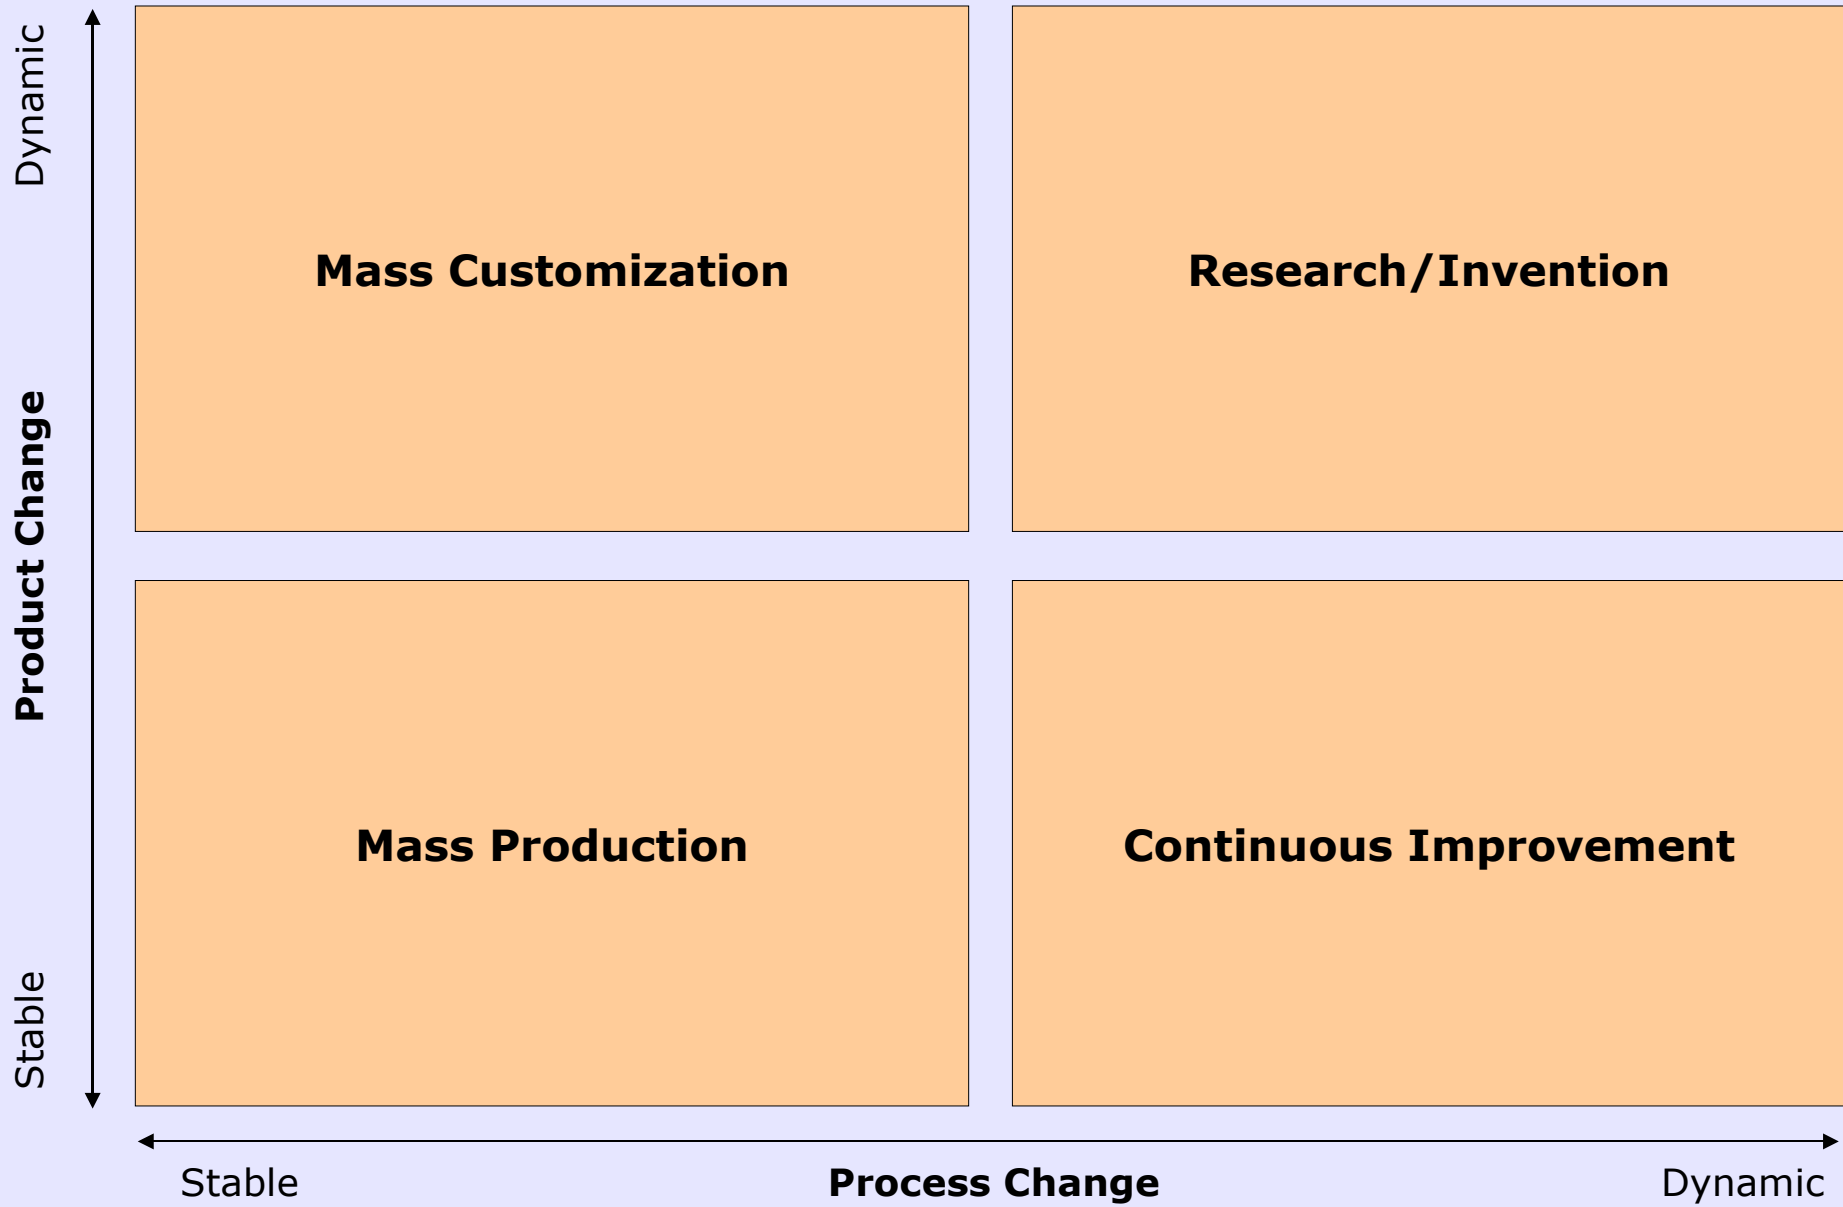 Dynamic
Mass Customization
Research/Invention
Product Change
Mass Production
Continuous Improvement
Stable
Stable
Process Change
Dynamic